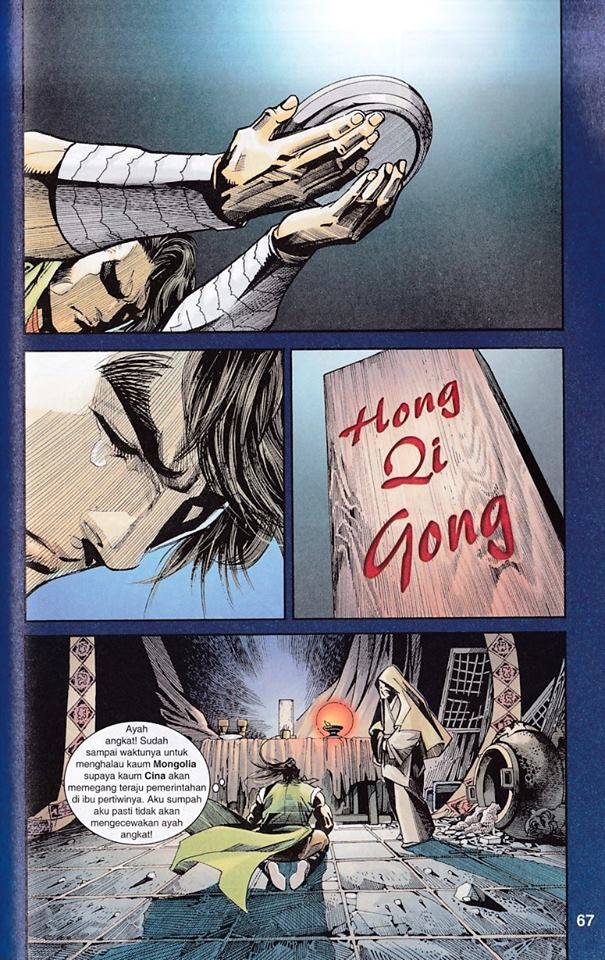 Hong
Qi
Gong
Ayah
angkat! Sudah
sampai waktunya untuk
menghalau kaum Mongolia
supaya kaum Cina akan
memegang teraju pemerintahan
di ibu pertiwinya. Aku sumpah
aku pasti tidak akan
mengecewakan ayah
angkat!
67